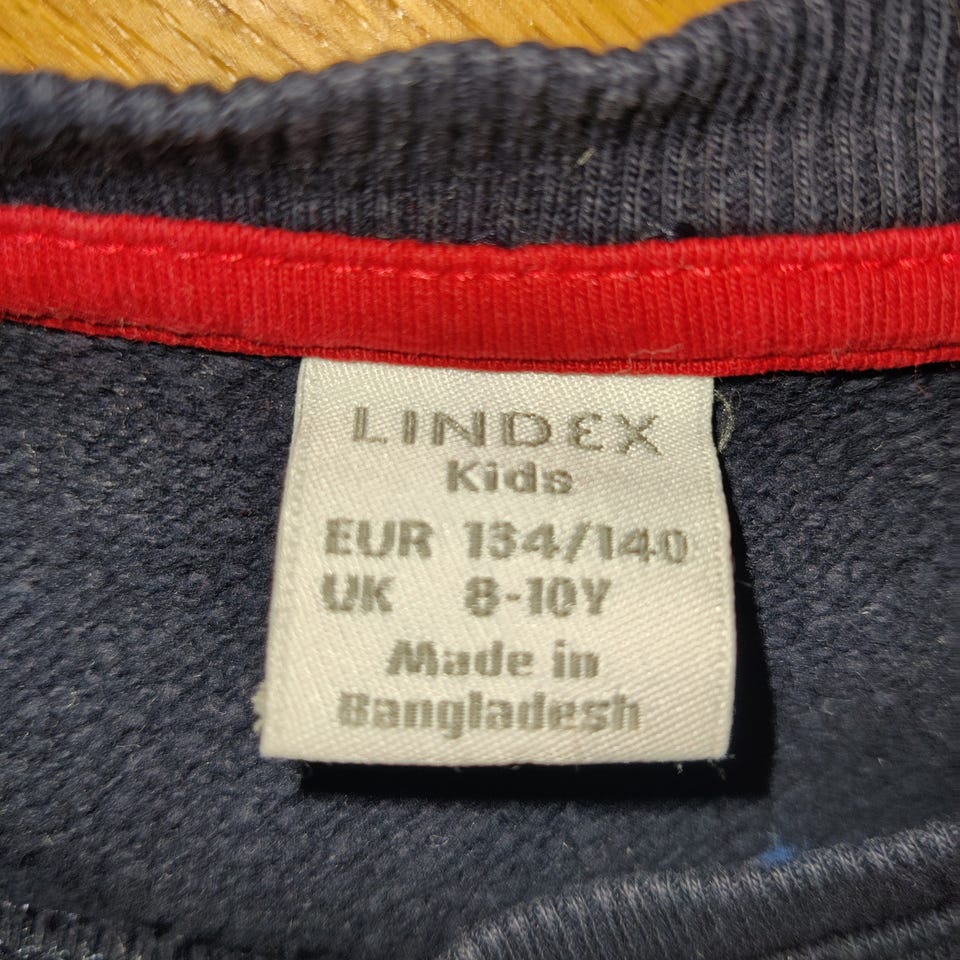 LINDEX
Kids
EUR 134/140
UK 8-10Y
Made in
Bangladesh